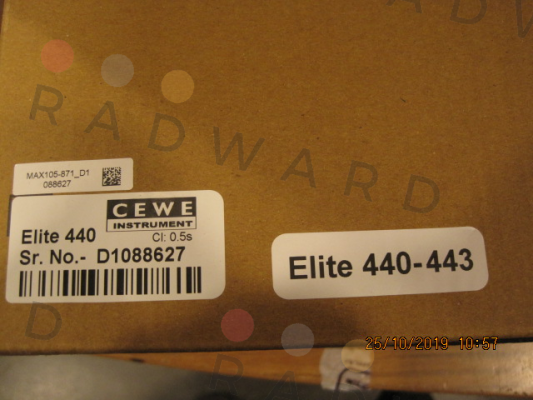 RADWARD
MAX105-871_D1
088627
CEWE
INSTRUMENT
Elite 440
Cl: 0.5s
Sr. No.- D1088627
Elite 440-443
25/10/2019 10:57